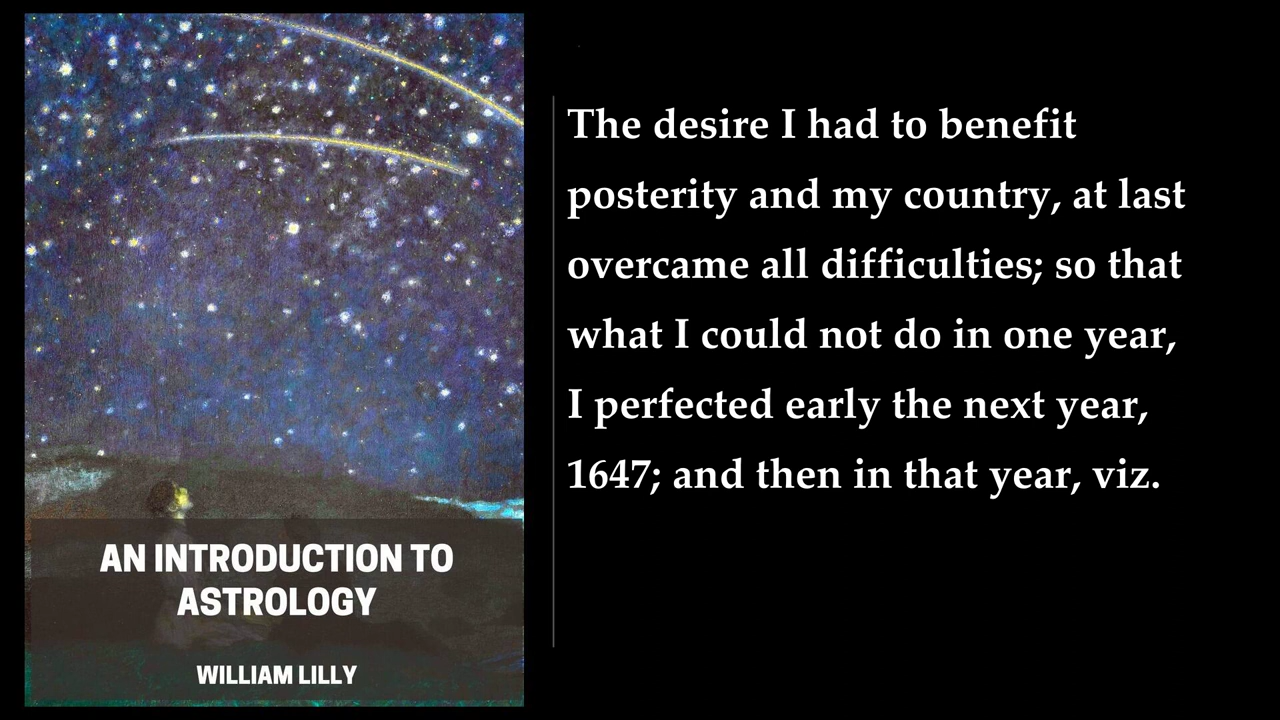 AN INTRODUCTION TO
ASTROLOGY
WILLIAM LILLY
The desire I had to benefit
posterity and my country, at last
overcame all difficulties; so that
what I could not do in one year,
I perfected early the next year,
1647; and then in that year, viz.